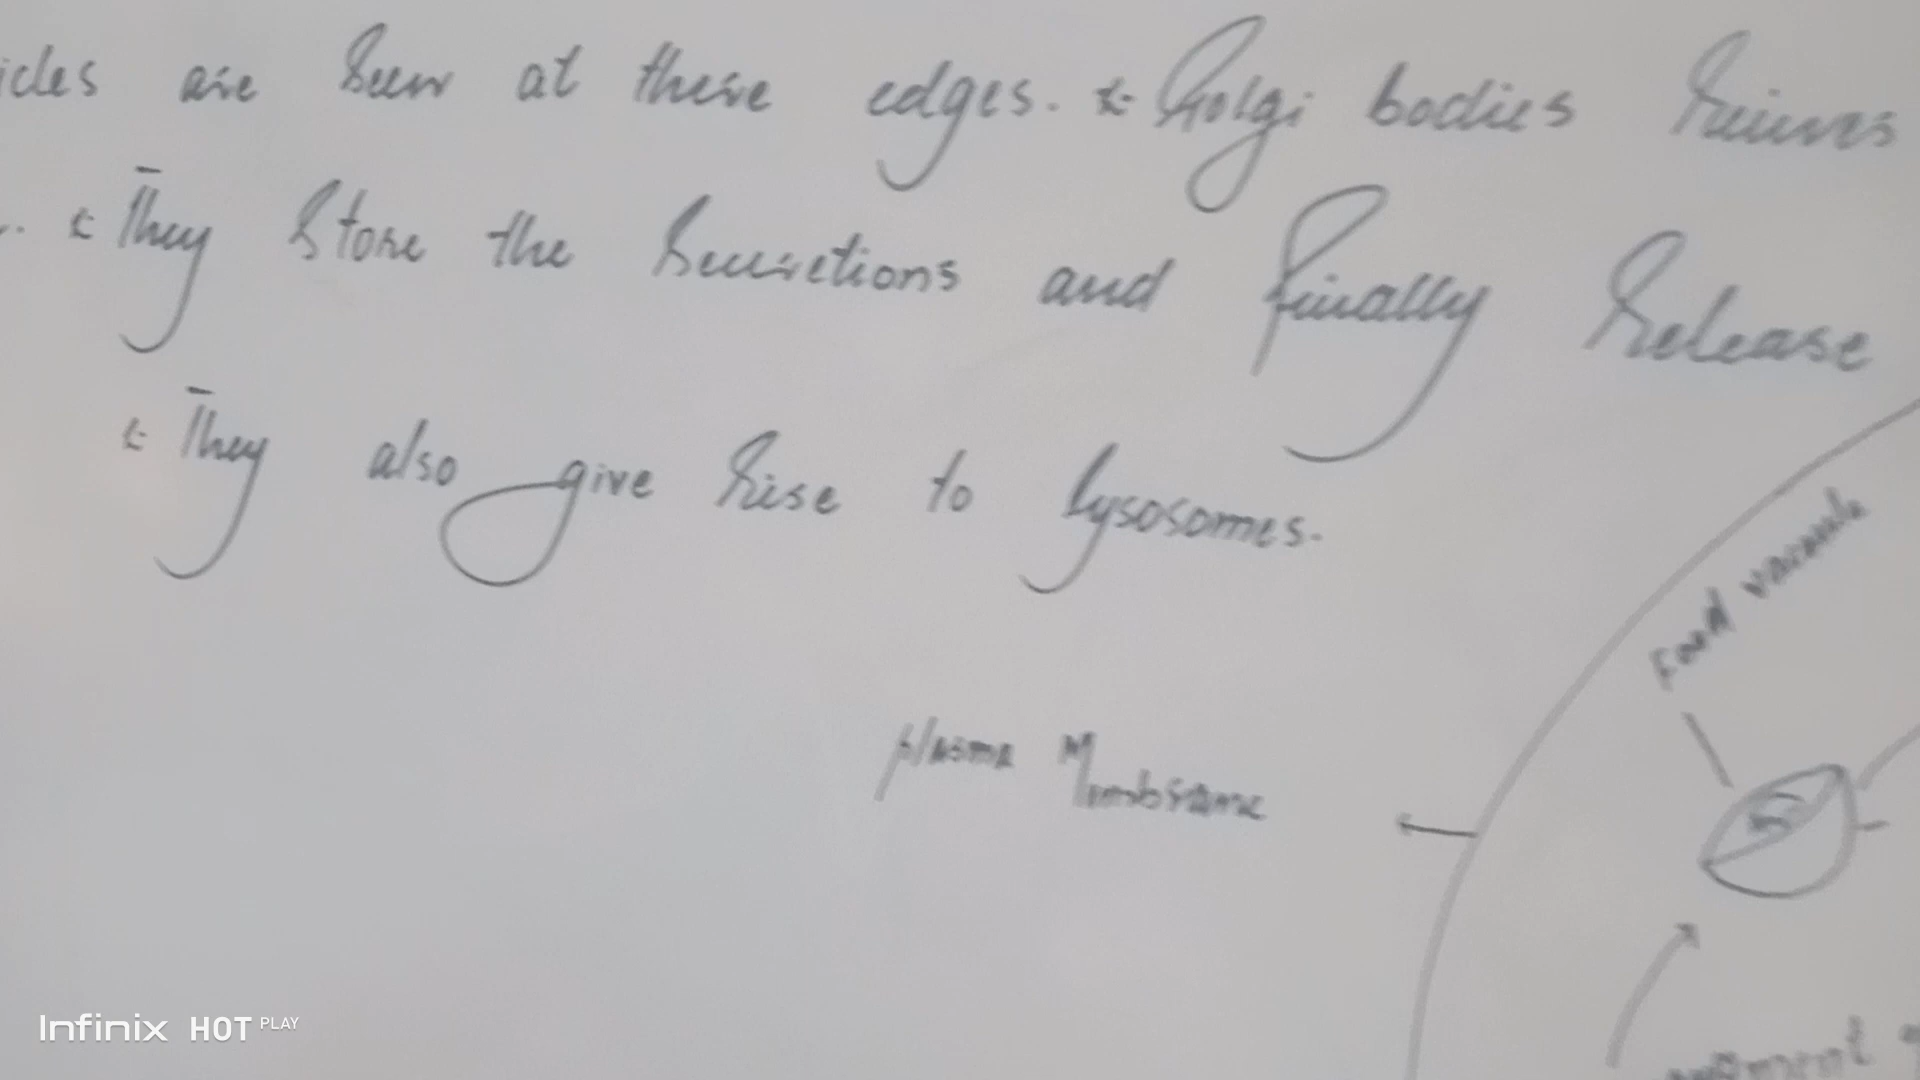 icles are seen at these edges. * Golgi bodies
* They store the secretions and finally release
* They also give rise to lysosomes.
Food vacuole
plasma Membrane
Infinix HOT PLAY